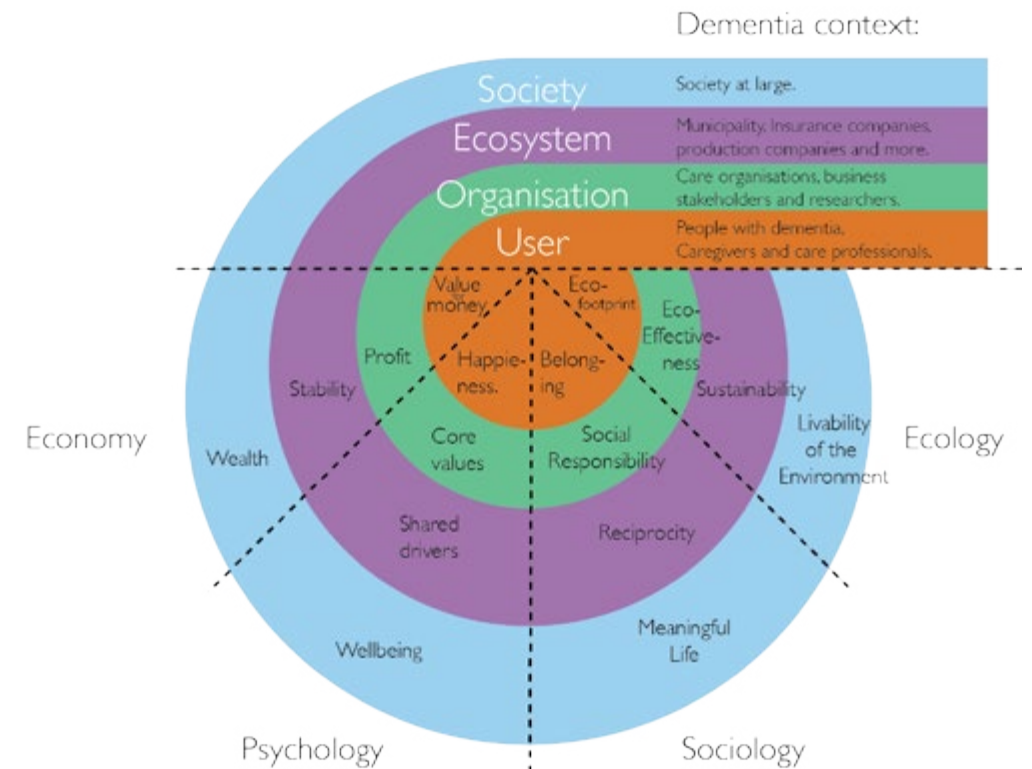 Dementia context:
Society
Society at large.
Ecosystem
Municipality, Insurance companies,
production companies and more.
Organisation
Care organisations, business
stakeholders and researchers.
User
People with dementia,
Caregivers and care professionals.
Value
money
Eco-
footprint
Happie-
ness.
Belong-
ing
Profit
Eco-
Effective-
ness
Core
values
Social
Responsibility
Stability
Sustainability
Shared
drivers
Reciprocity
Wealth
Livability
of the
Environment
Wellbeing
Meaningful
Life
Economy
Ecology
Psychology
Sociology